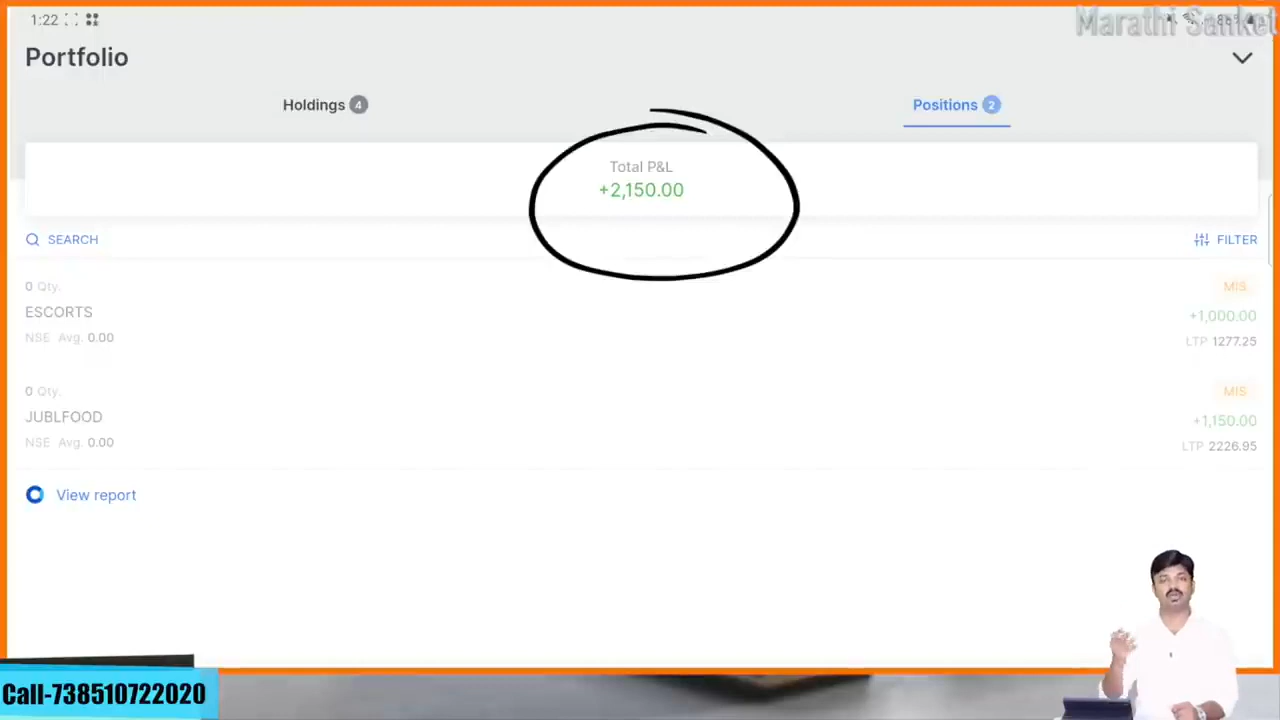 1:22
Marathi Sanket
Portfolio
Holdings 4
Positions 2
Total P&L
+2,150.00
SEARCH
FILTER
0 Qty.
MIS
ESCORTS
+1,000.00
NSE Avg. 0.00
LTP 1277.25
0 Qty.
MIS
JUBLFOOD
+1,150.00
NSE Avg. 0.00
LTP 2226.95
View report
Call-738510722020